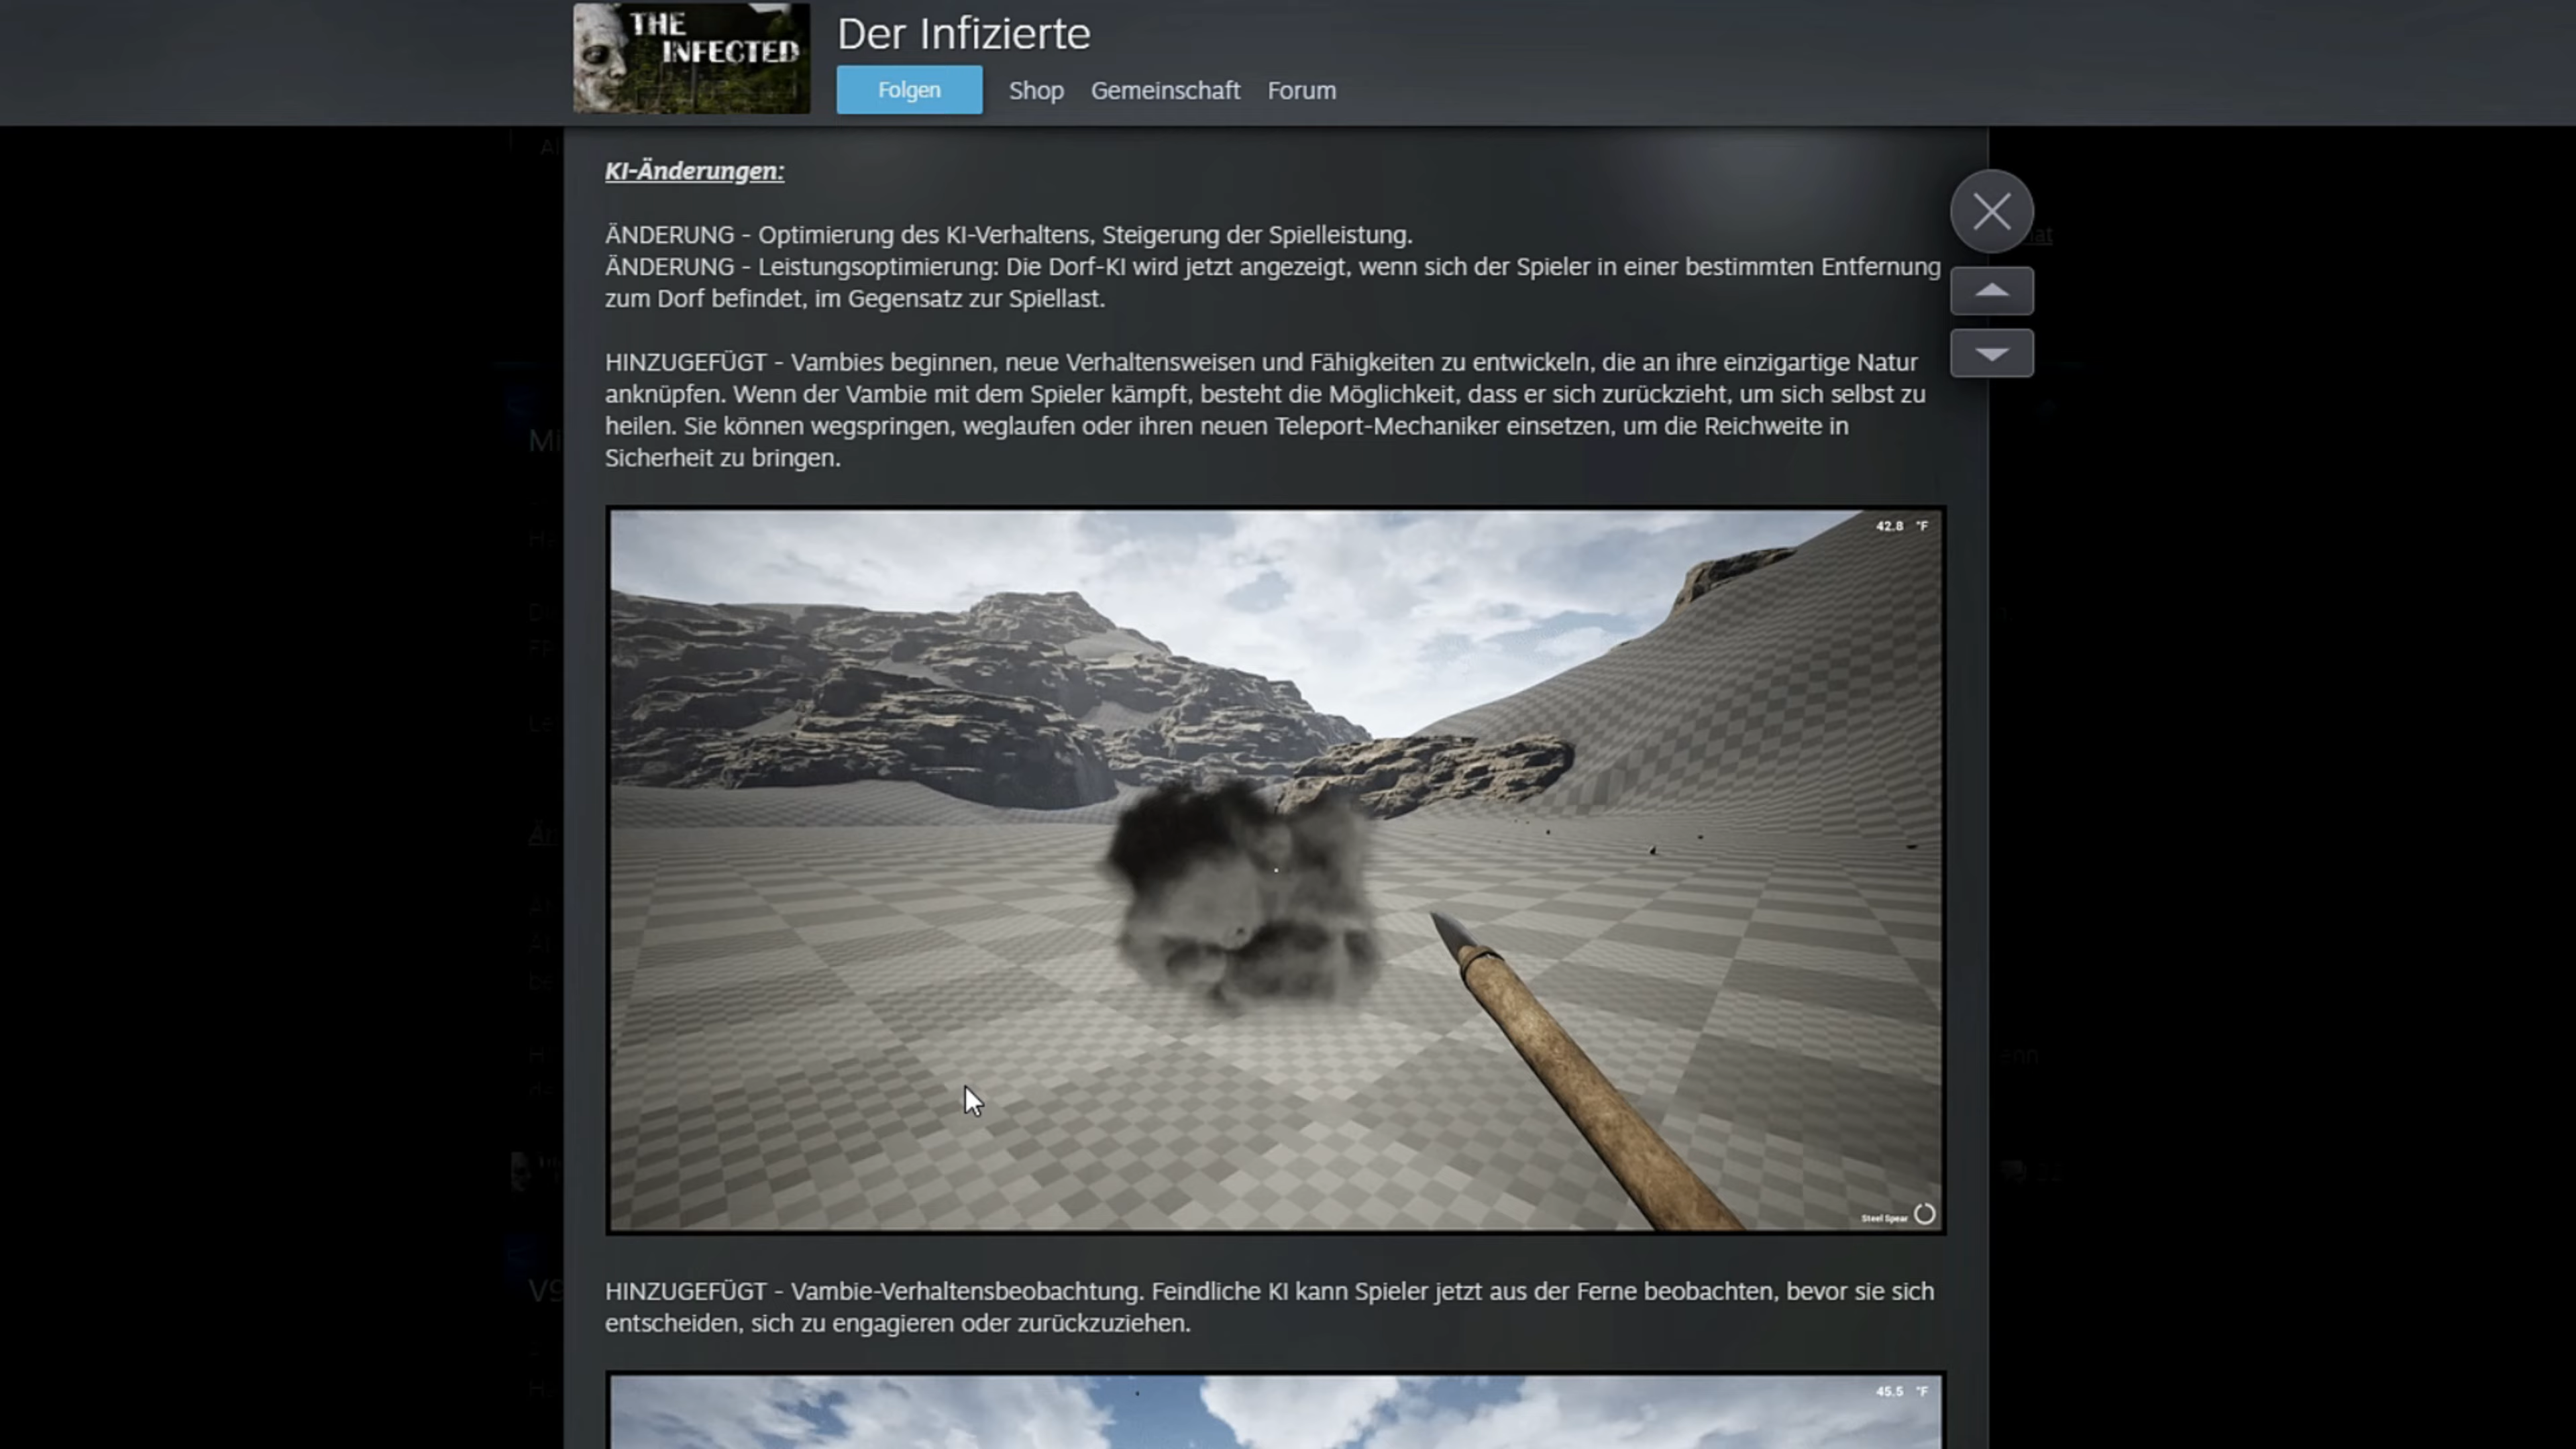 THE
INFECTED
Der Infizierte
Folgen
Shop
Gemeinschaft
Forum
KI-Änderungen:
ÄNDERUNG - Optimierung des KI-Verhaltens, Steigerung der Spielleistung.
ÄNDERUNG - Leistungsoptimierung: Die Dorf-KI wird jetzt angezeigt, wenn sich der Spieler in einer bestimmten Entfernung
zum Dorf befindet, im Gegensatz zur Spiellast.
HINZUGEFÜGT - Vambies beginnen, neue Verhaltensweisen und Fähigkeiten zu entwickeln, die an ihre einzigartige Natur
anknüpfen. Wenn der Vambie mit dem Spieler kämpft, besteht die Möglichkeit, dass er sich zurückzieht, um sich selbst zu
heilen. Sie können wegspringen, weglaufen oder ihren neuen Teleport-Mechaniker einsetzen, um die Reichweite in
Sicherheit zu bringen.
42.8 °F
Steel Spear
HINZUGEFÜGT - Vambie-Verhaltensbeobachtung. Feindliche KI kann Spieler jetzt aus der Ferne beobachten, bevor sie sich
entscheiden, sich zu engagieren oder zurückzuziehen.
45.5 °F